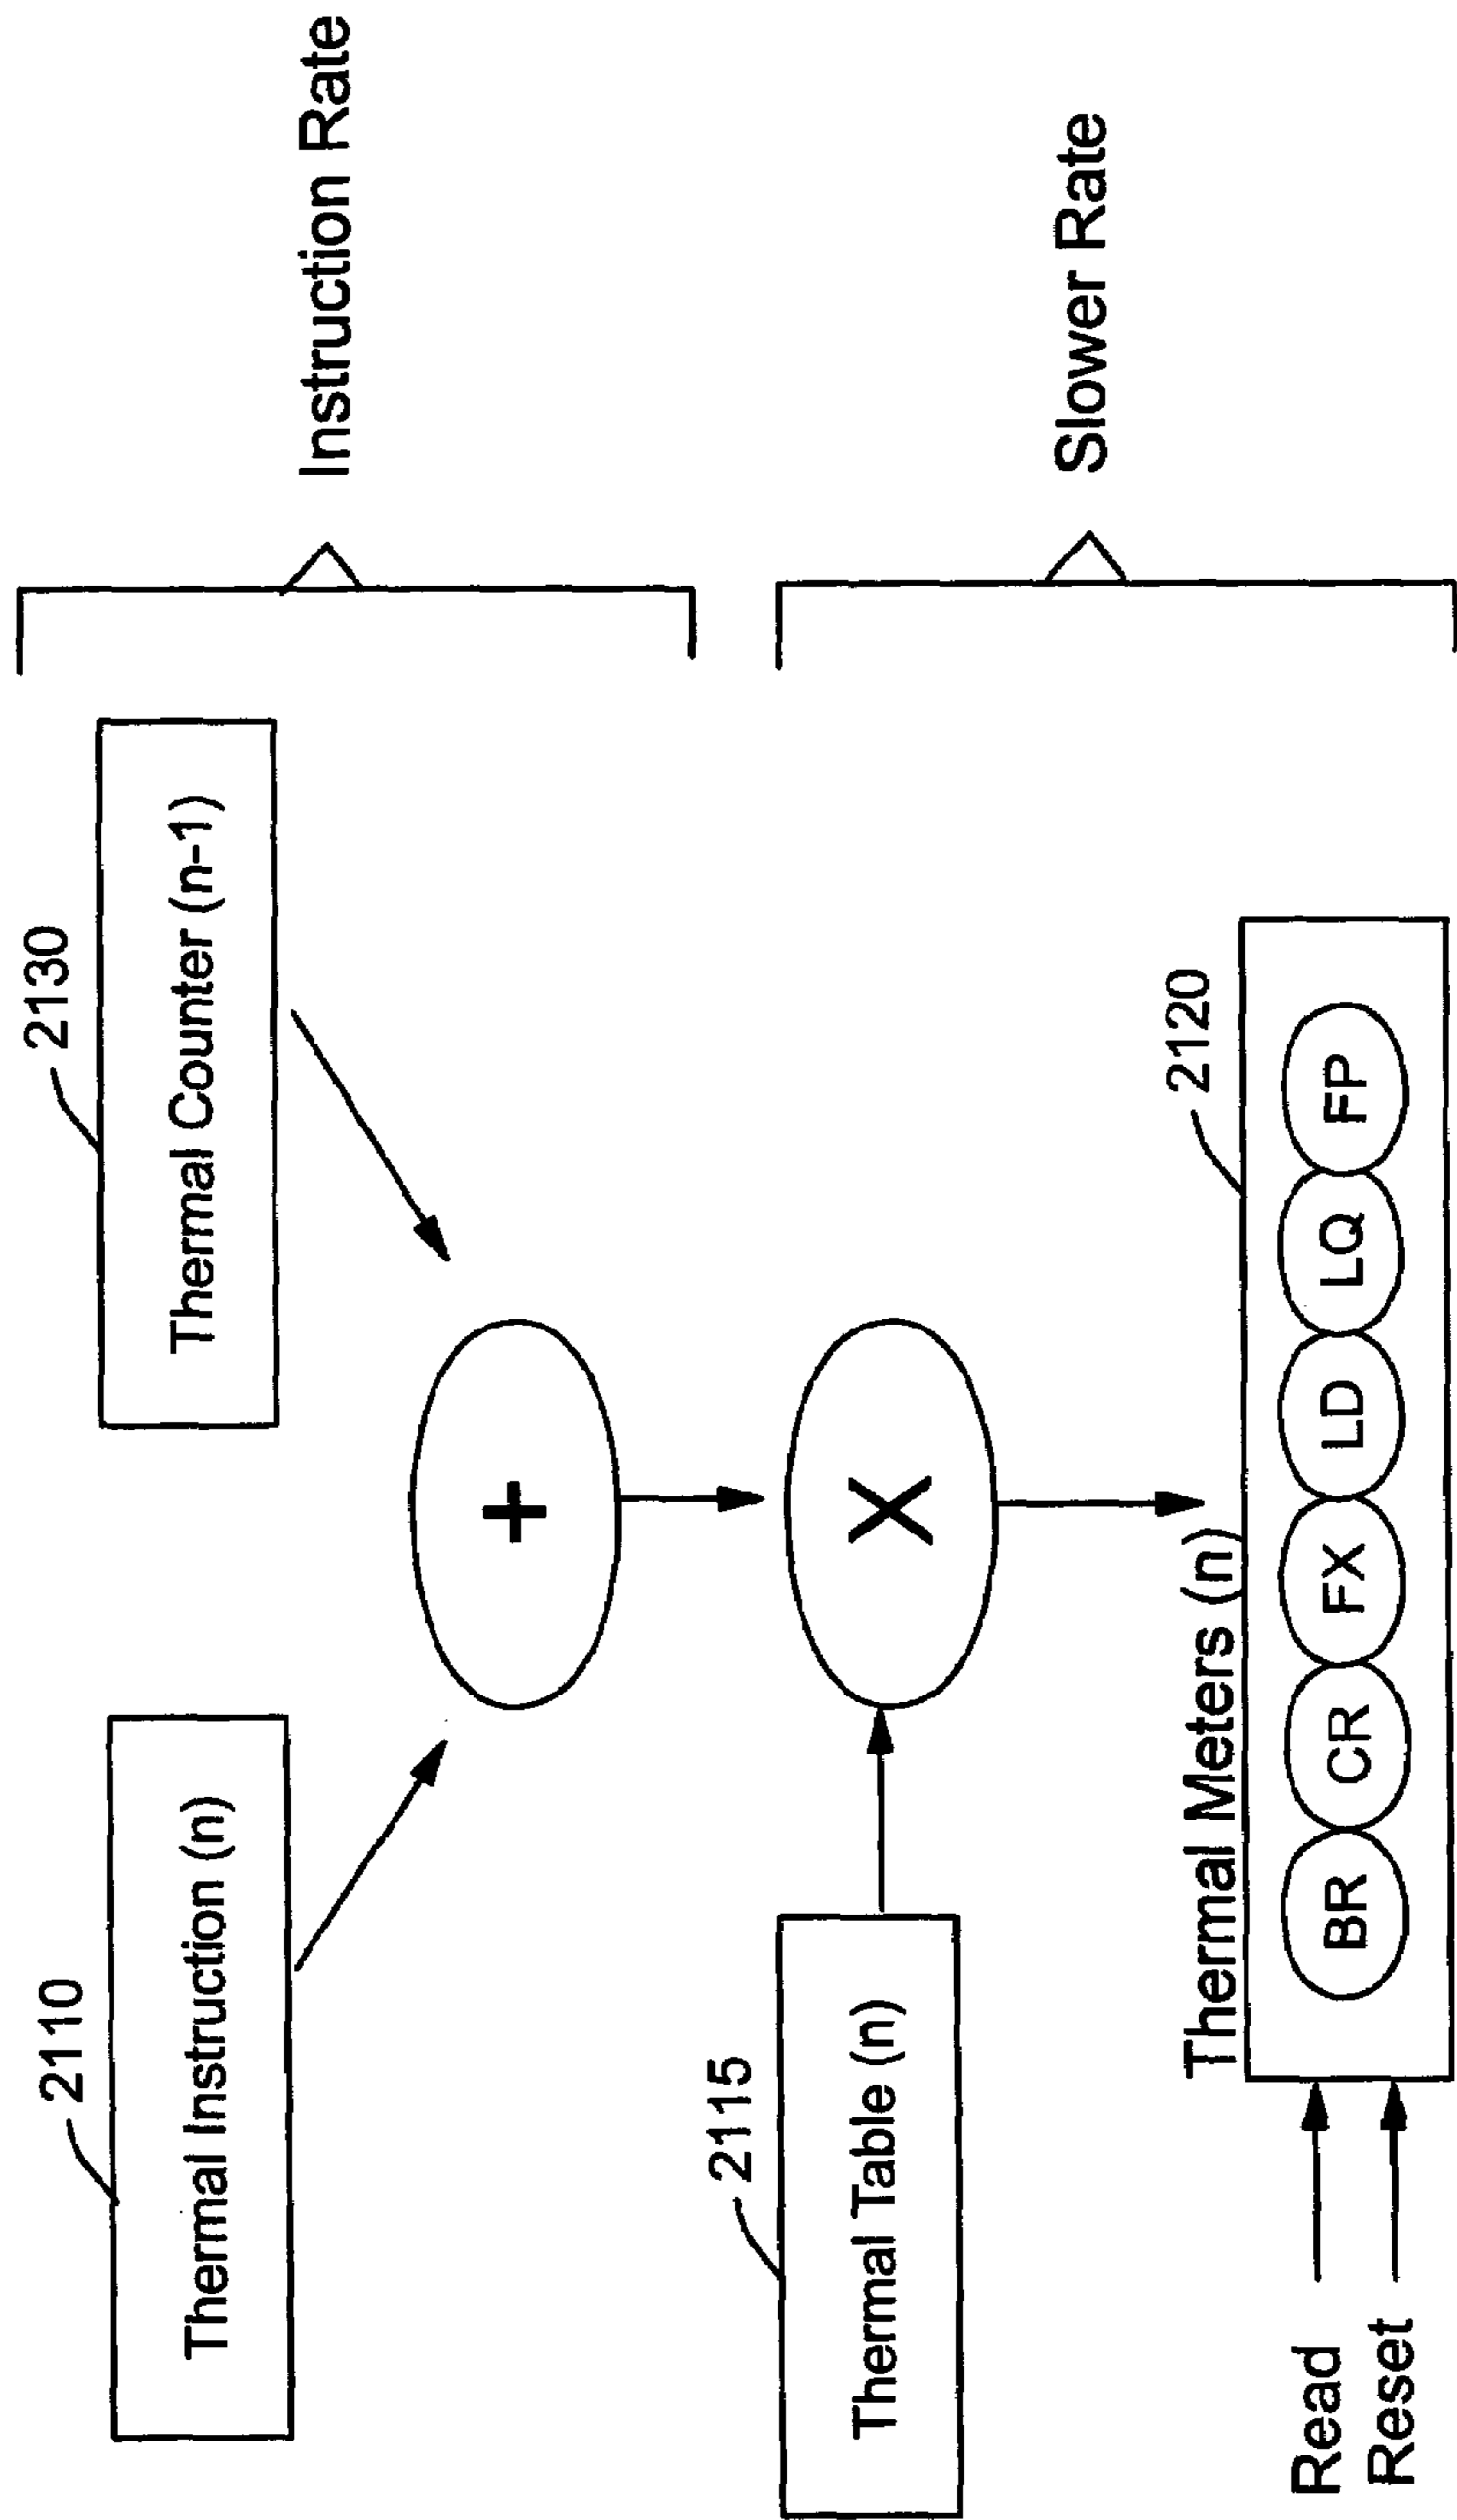 2110
Thermal Instruction (n)
2130
Thermal Counter (n-1)
Instruction Rate
+
2115
Thermal Table (n)
X
Slower Rate
Thermal Meters (n)
2120
BR CR FX LD LQ FP
Read
Reset